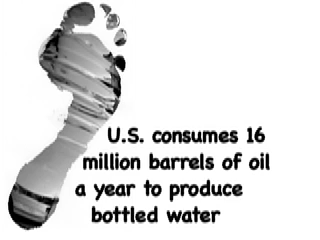 U.S. consumes 16
million barrels of oil
a year to produce
bottled water